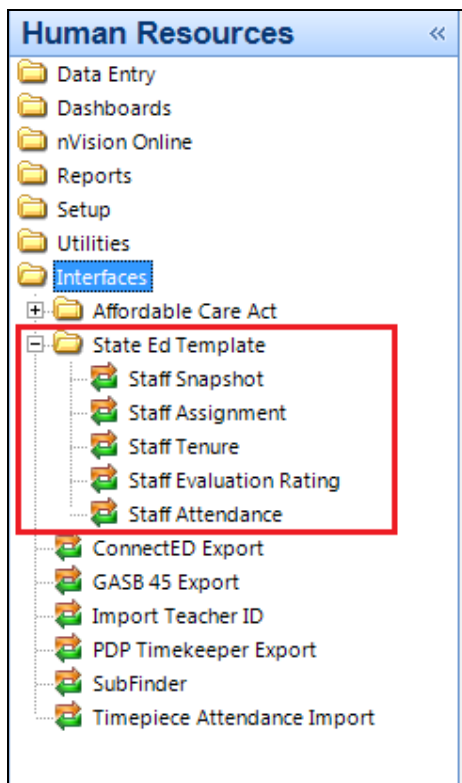 Human Resources «
Data Entry
Dashboards
nVision Online
Reports
Setup
Utilities
Interfaces
Affordable Care Act
State Ed Template
Staff Snapshot
Staff Assignment
Staff Tenure
Staff Evaluation Rating
Staff Attendance
ConnectED Export
GASB 45 Export
Import Teacher ID
PDP Timekeeper Export
SubFinder
Timepiece Attendance Import